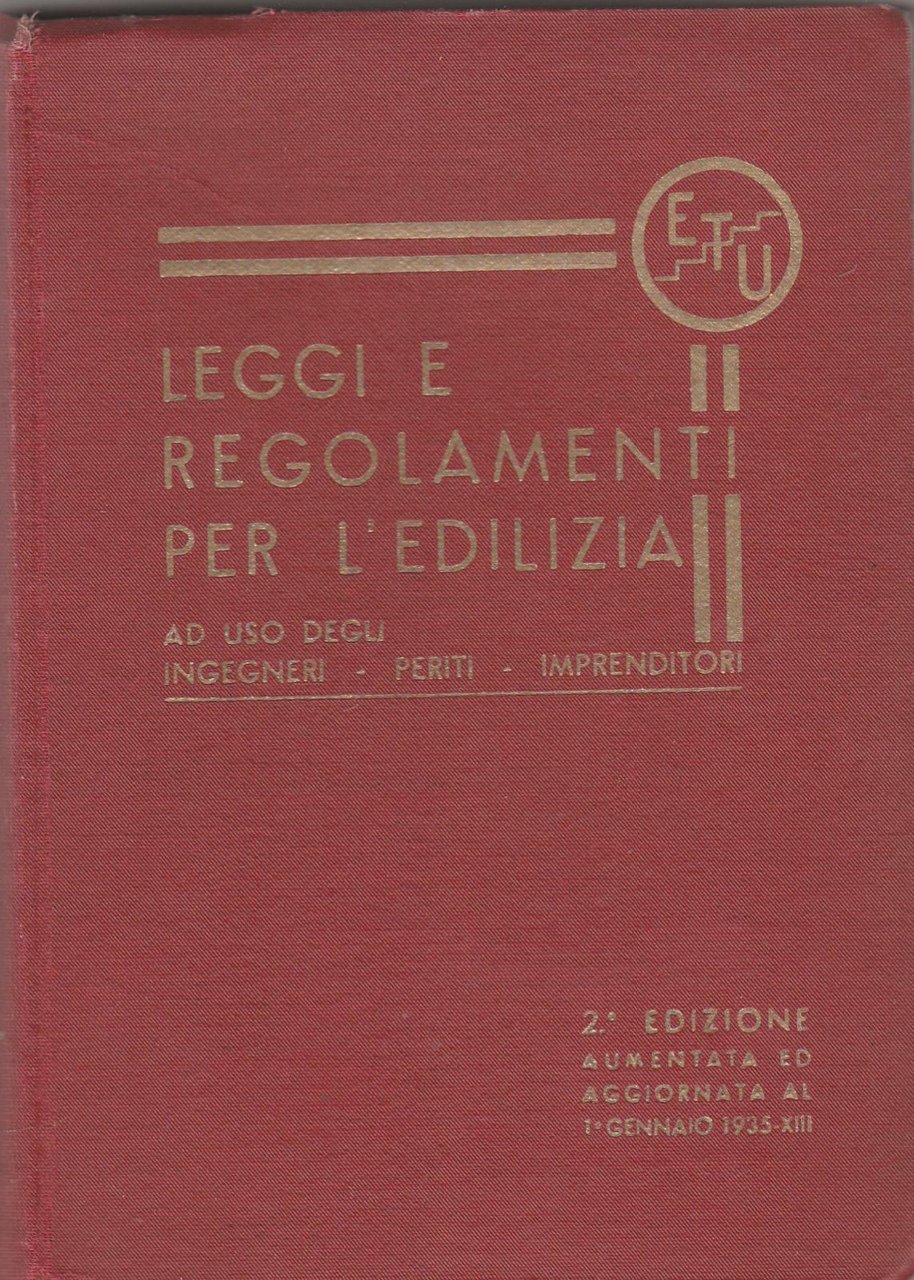 ETU
LEGGI E
REGOLAMENTI
PER L'EDILIZIA
AD USO DEGLI
INGEGNERI - PERITI - IMPRENDITORI
2.ª EDIZIONE
AUMENTATA ED
AGGIORNATA AL
1° GENNAIO 1935-XIII